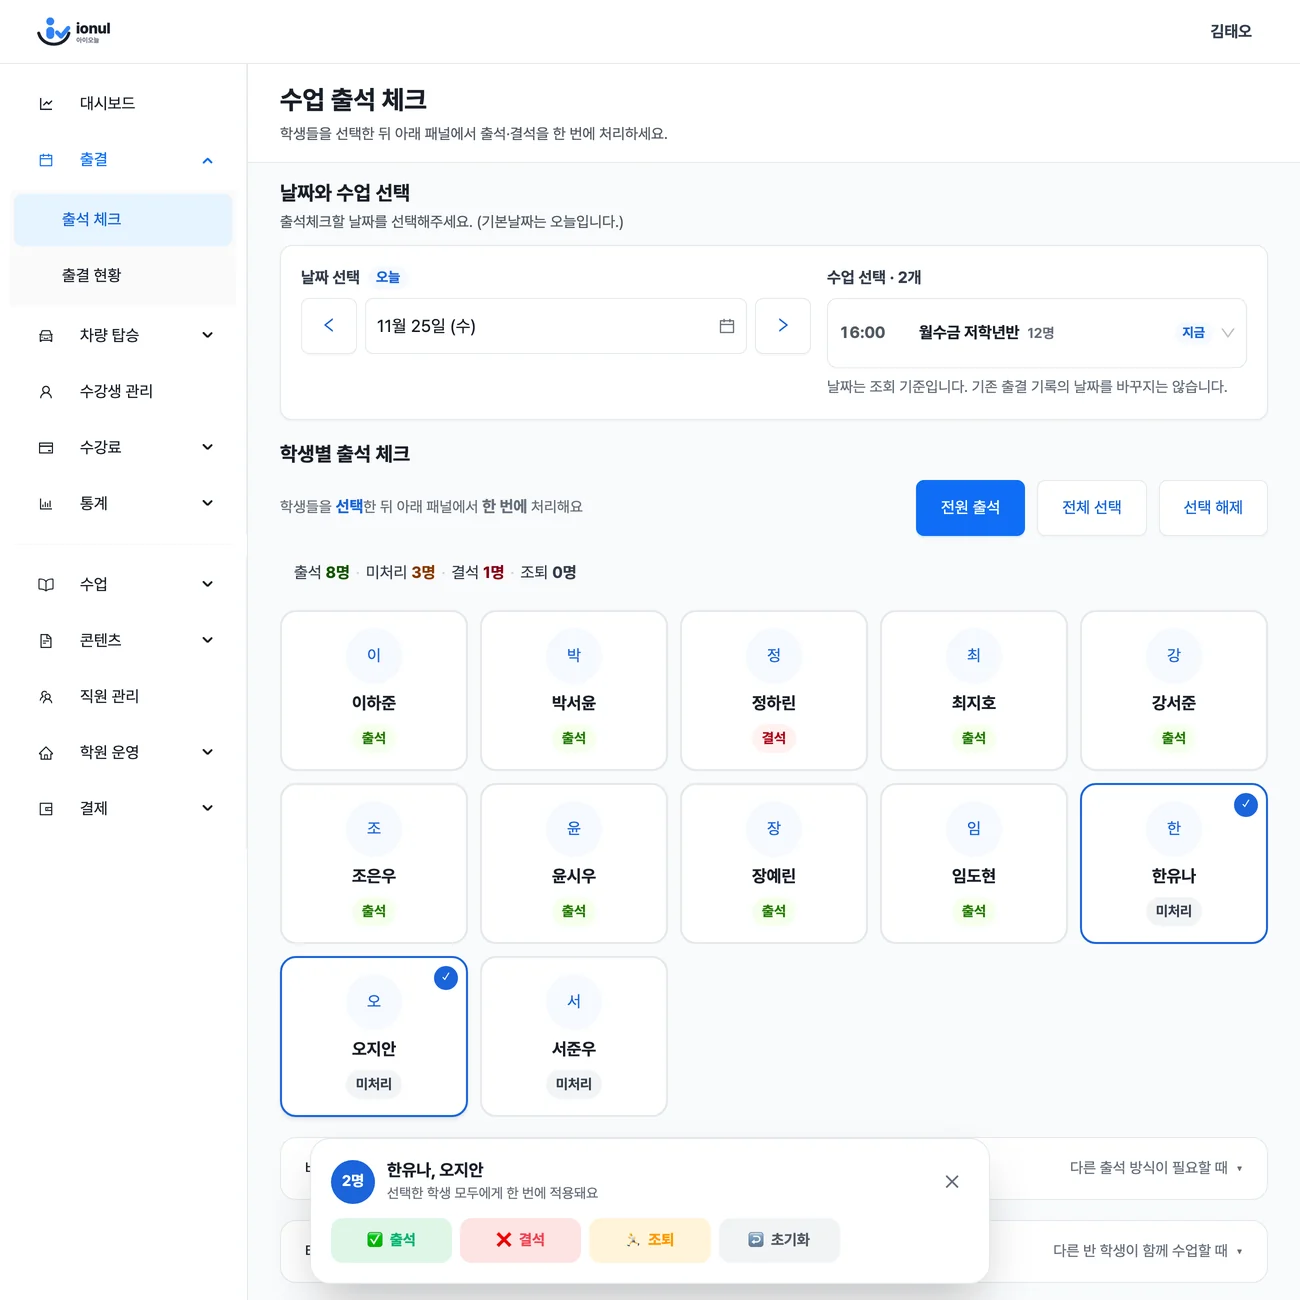 ionul
아이오늘
김태오
대시보드
출결
출석 체크
출결 현황
차량 탑승
수강생 관리
수강료
통계
수업
콘텐츠
직원 관리
학원 운영
결제
수업 출석 체크
학생들을 선택한 뒤 아래 패널에서 출석·결석을 한 번에 처리하세요.
날짜와 수업 선택
출석체크할 날짜를 선택해주세요. (기본날짜는 오늘입니다.)
날짜 선택 오늘
11월 25일 (수)
수업 선택 · 2개
16:00 월수금 저학년반 12명 지금
날짜는 조회 기준입니다. 기존 출결 기록의 날짜를 바꾸지는 않습니다.
학생별 출석 체크
학생들을 선택한 뒤 아래 패널에서 한 번에 처리해요
전원 출석 전체 선택 선택 해제
출석 8명 · 미처리 3명 · 결석 1명 · 조퇴 0명
이 박 정 최 강
이하준 박서윤 정하린 최지호 강서준
출석 출석 결석 출석 출석
조 윤 장 임 한
조은우 윤시우 장예린 임도현 한유나
출석 출석 출석 출석 미처리
오 서
오지안 서준우
미처리 미처리
다른 출석 방식이 필요할 때
다른 반 학생이 함께 수업할 때
2명 한유나, 오지안
선택한 학생 모두에게 한 번에 적용돼요
출석 결석 조퇴 초기화